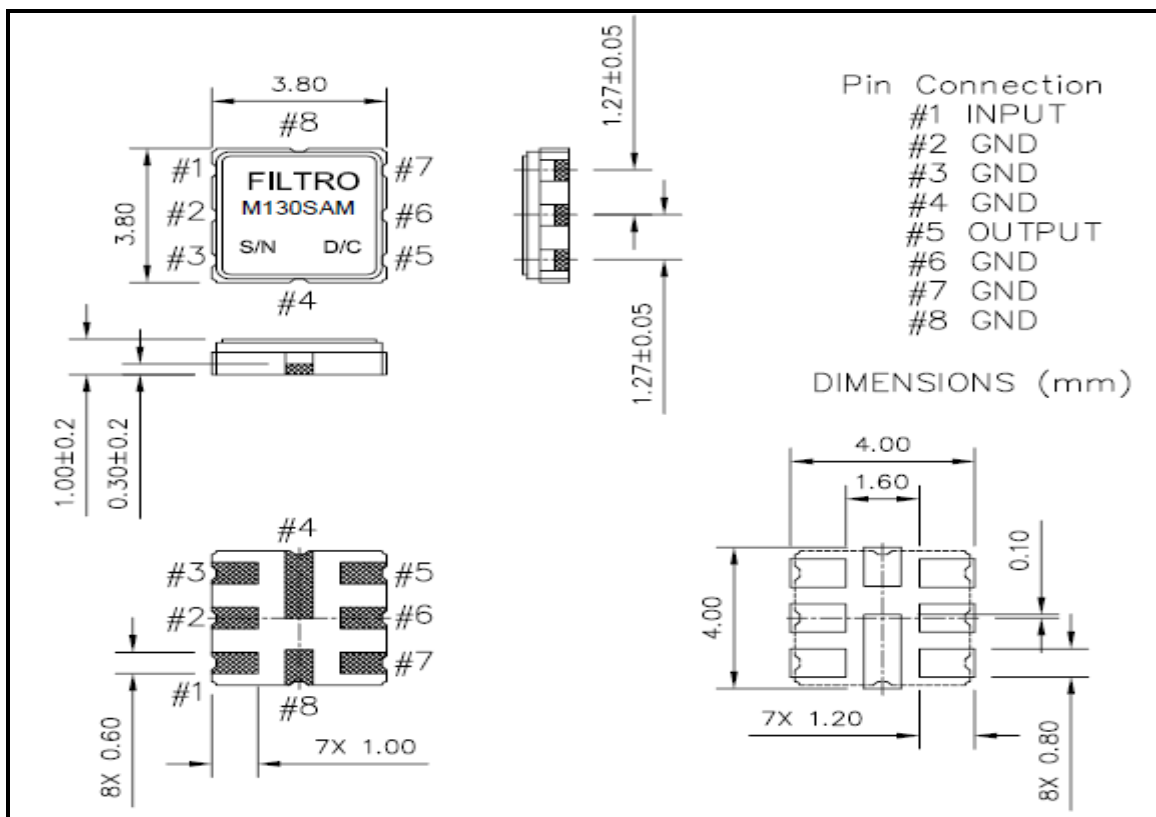 3.80
#8
#1
#2
#3
3.80
FILTRO
M130SAM
S/N D/C
#7
#6
#5
#4
1.27±0.05
1.27±0.05
Pin Connection
#1 INPUT
#2 GND
#3 GND
#4 GND
#5 OUTPUT
#6 GND
#7 GND
#8 GND
DIMENSIONS (mm)
1.00±0.2
0.30±0.2
#4
#3
#2
#1
#5
#6
#7
#8
8X 0.60
7X 1.00
4.00
1.60
4.00
0.10
7X 1.20
8X 0.80